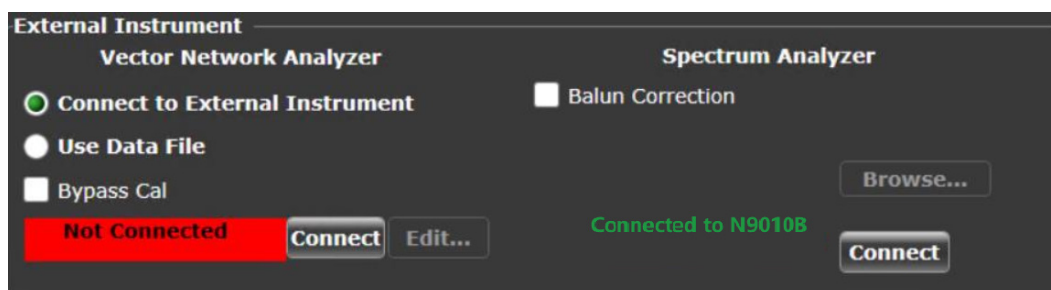 External Instrument
Vector Network Analyzer
Spectrum Analyzer
Connect to External Instrument
Balun Correction
Use Data File
Bypass Cal
Browse...
Not Connected
Connect
Edit...
Connected to N9010B
Connect